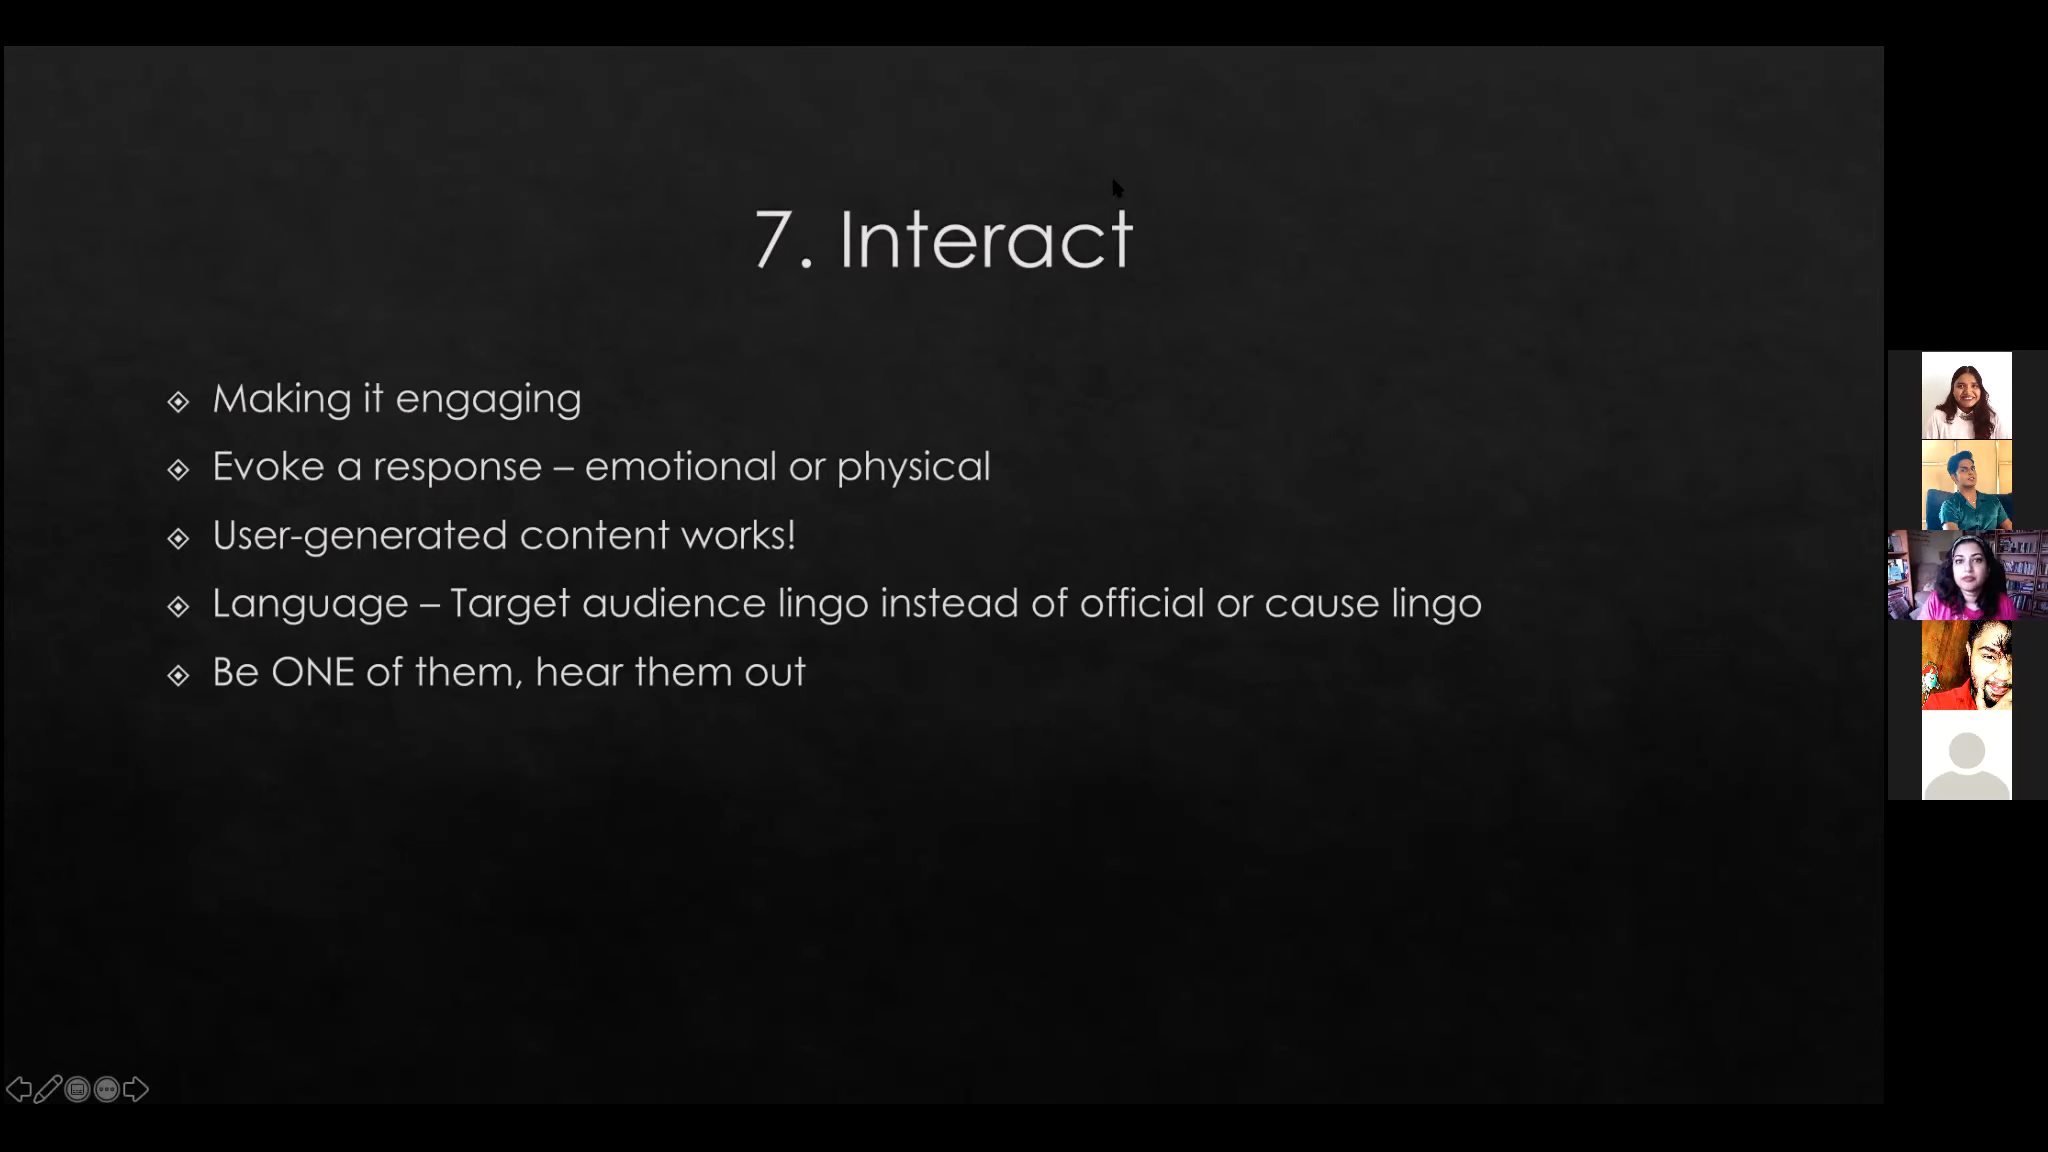 7. Interact
Making it engaging
Evoke a response – emotional or physical
User-generated content works!
Language – Target audience lingo instead of official or cause lingo
Be ONE of them, hear them out